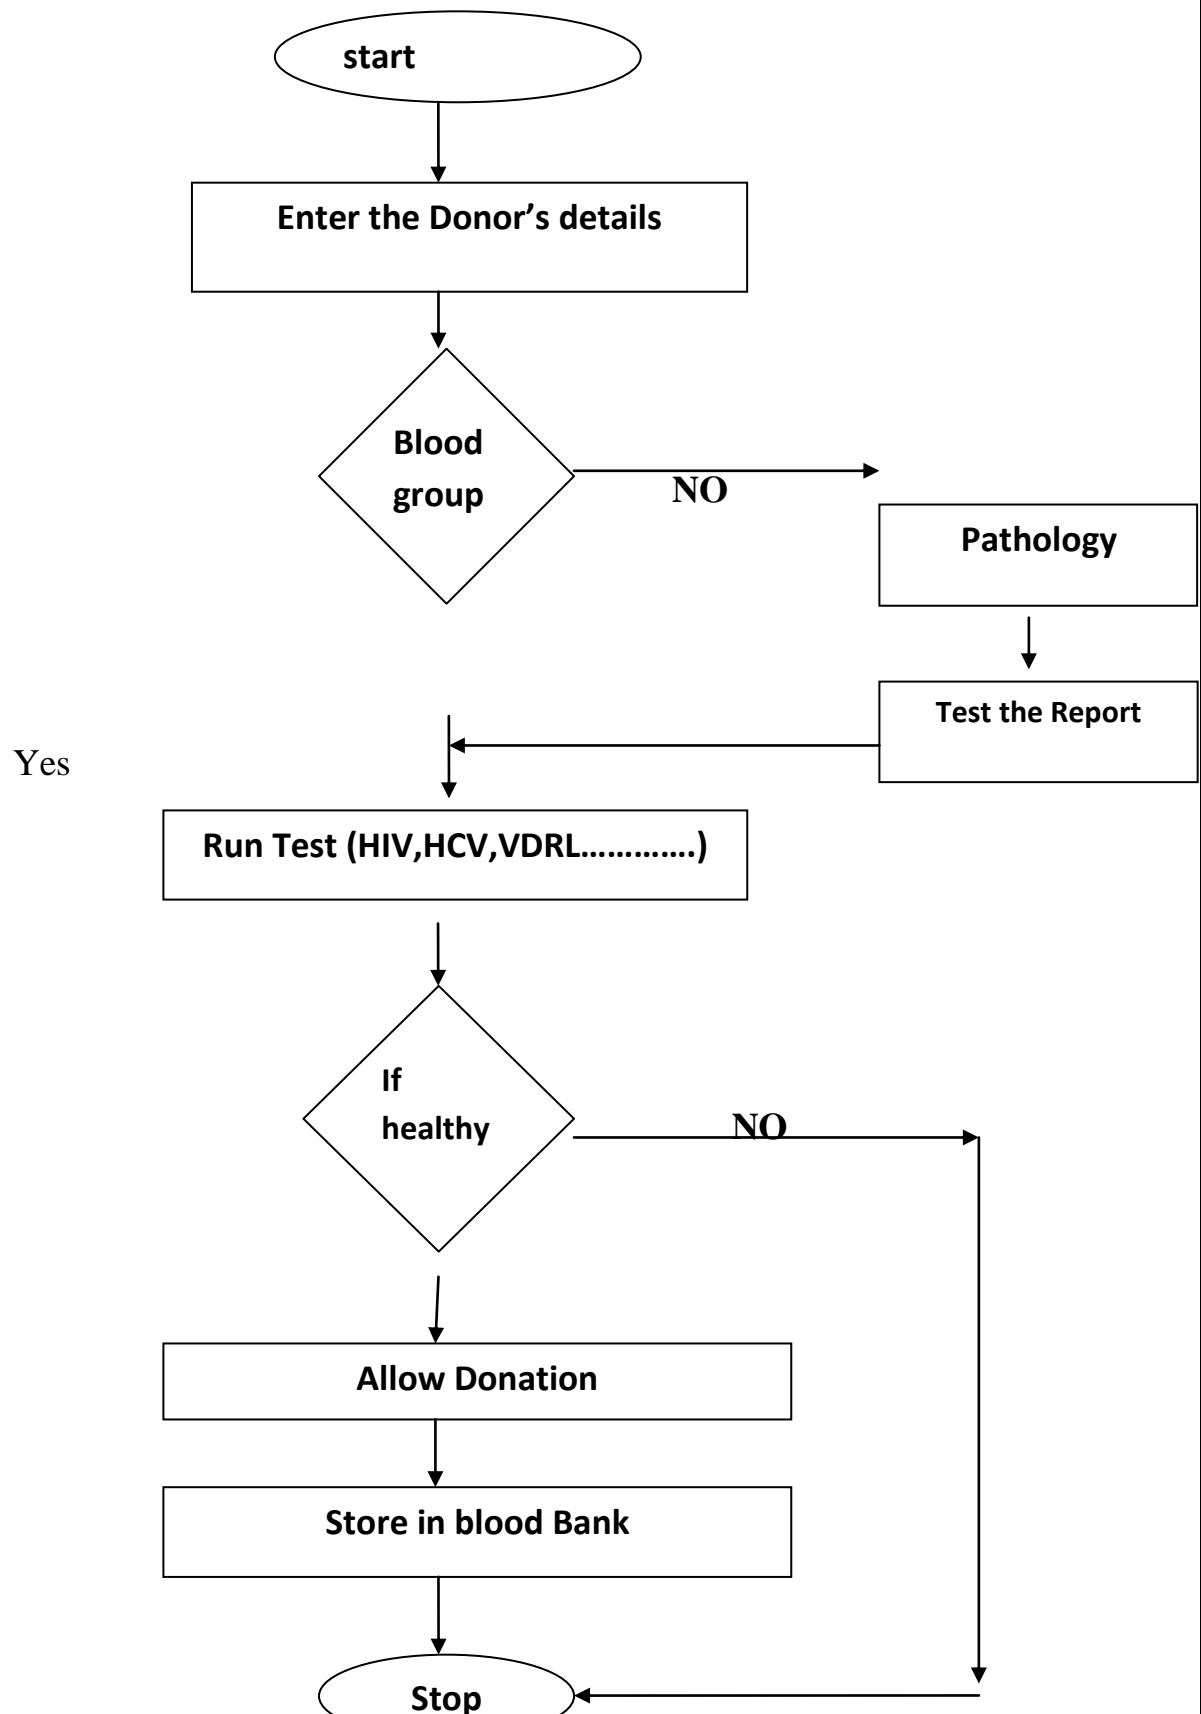 start
Enter the Donor’s details
Blood
group
NO
Pathology
Test the Report
Yes
Run Test (HIV,HCV,VDRL.............)
If
healthy
NO
Allow Donation
Store in blood Bank
Stop